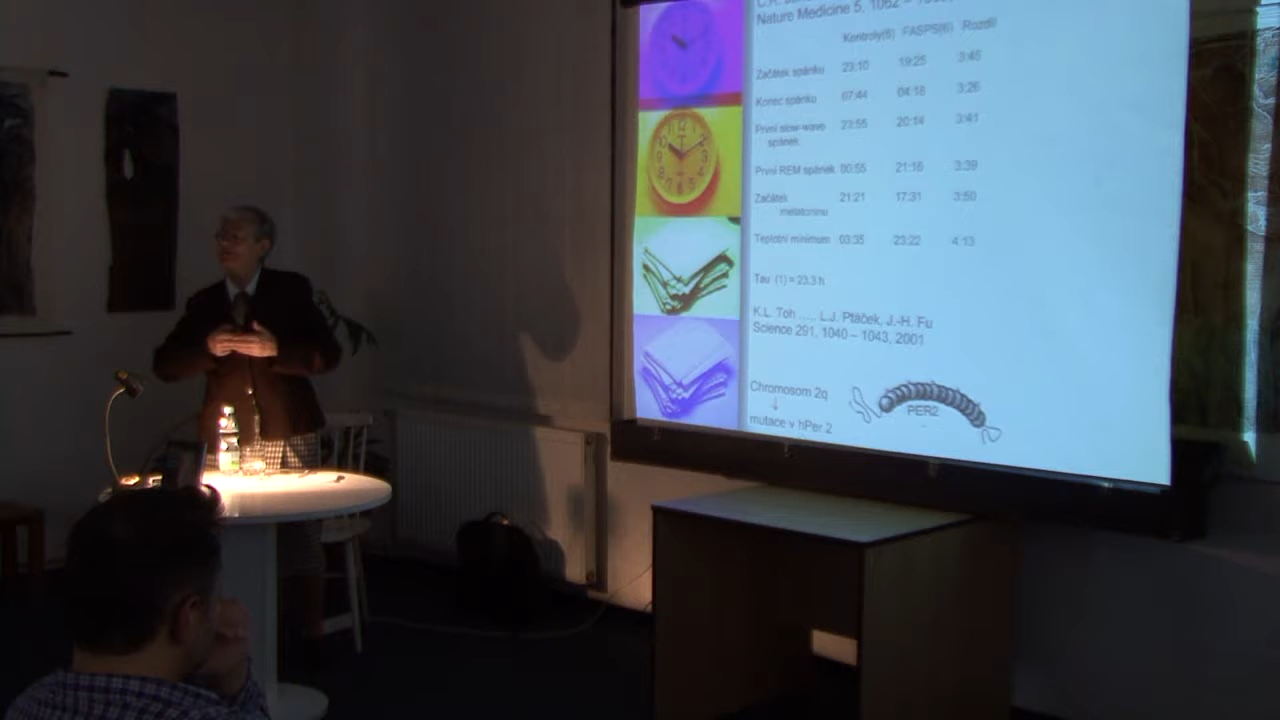 Nature Medicine 5, 1062 –
Kontroly(6) FASPS(6) Rozdíl
Začátek spánku 23:10 19:25 3:45
Konec spánku 07:44 04:18 3:26
První slow-wave spánek 23:55 20:14 3:41
První REM spánek 00:55 21:16 3:39
Začátek melatoninu 21:21 17:31 3:50
Teplotní minimum 03:35 23:22 4:13
Tau (1) = 23.3 h
K.L. Toh ..... L.J. Ptáček, J.-H. Fu
Science 291, 1040 – 1043, 2001
Chromosom 2q
mutace v hPer 2
PER2